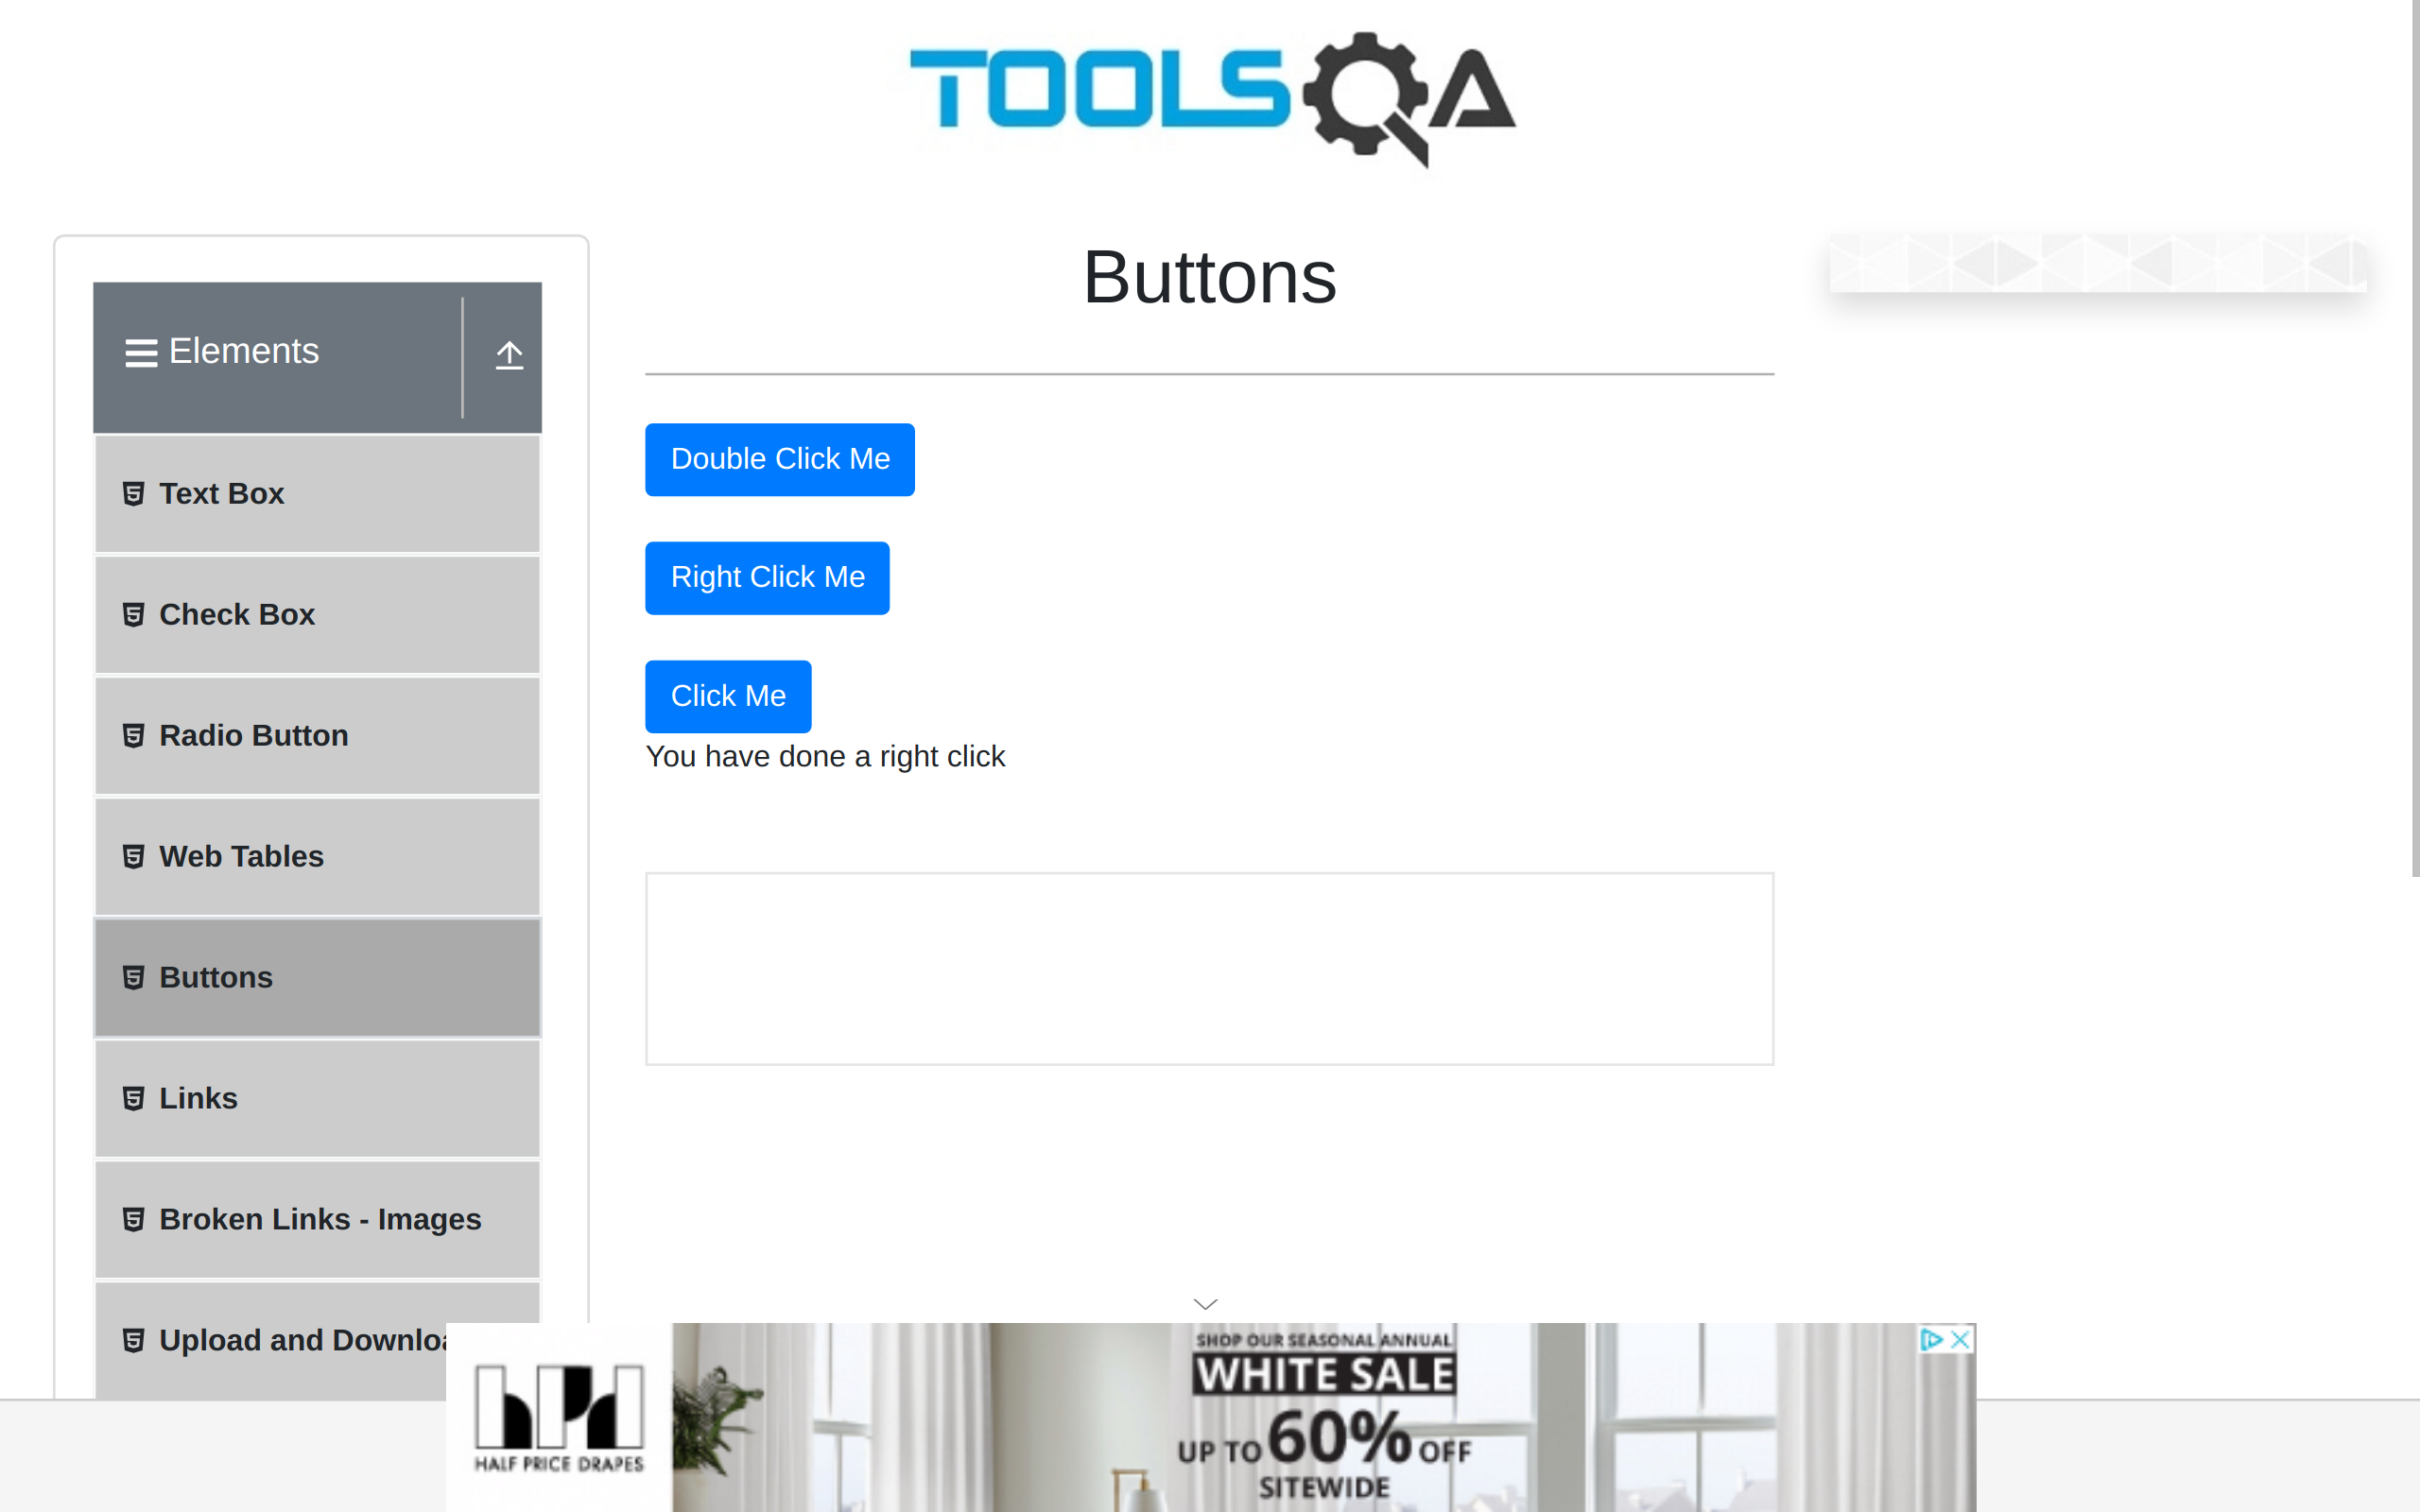 TOOLSQA
Buttons
Elements
Text Box
Check Box
Radio Button
Web Tables
Buttons
Links
Broken Links - Images
Upload and Downloa
Double Click Me
Right Click Me
Click Me
You have done a right click
HALF PRICE DRAPES
SHOP OUR SEASONAL ANNUAL
WHITE SALE
UP TO 60% OFF
SITEWIDE